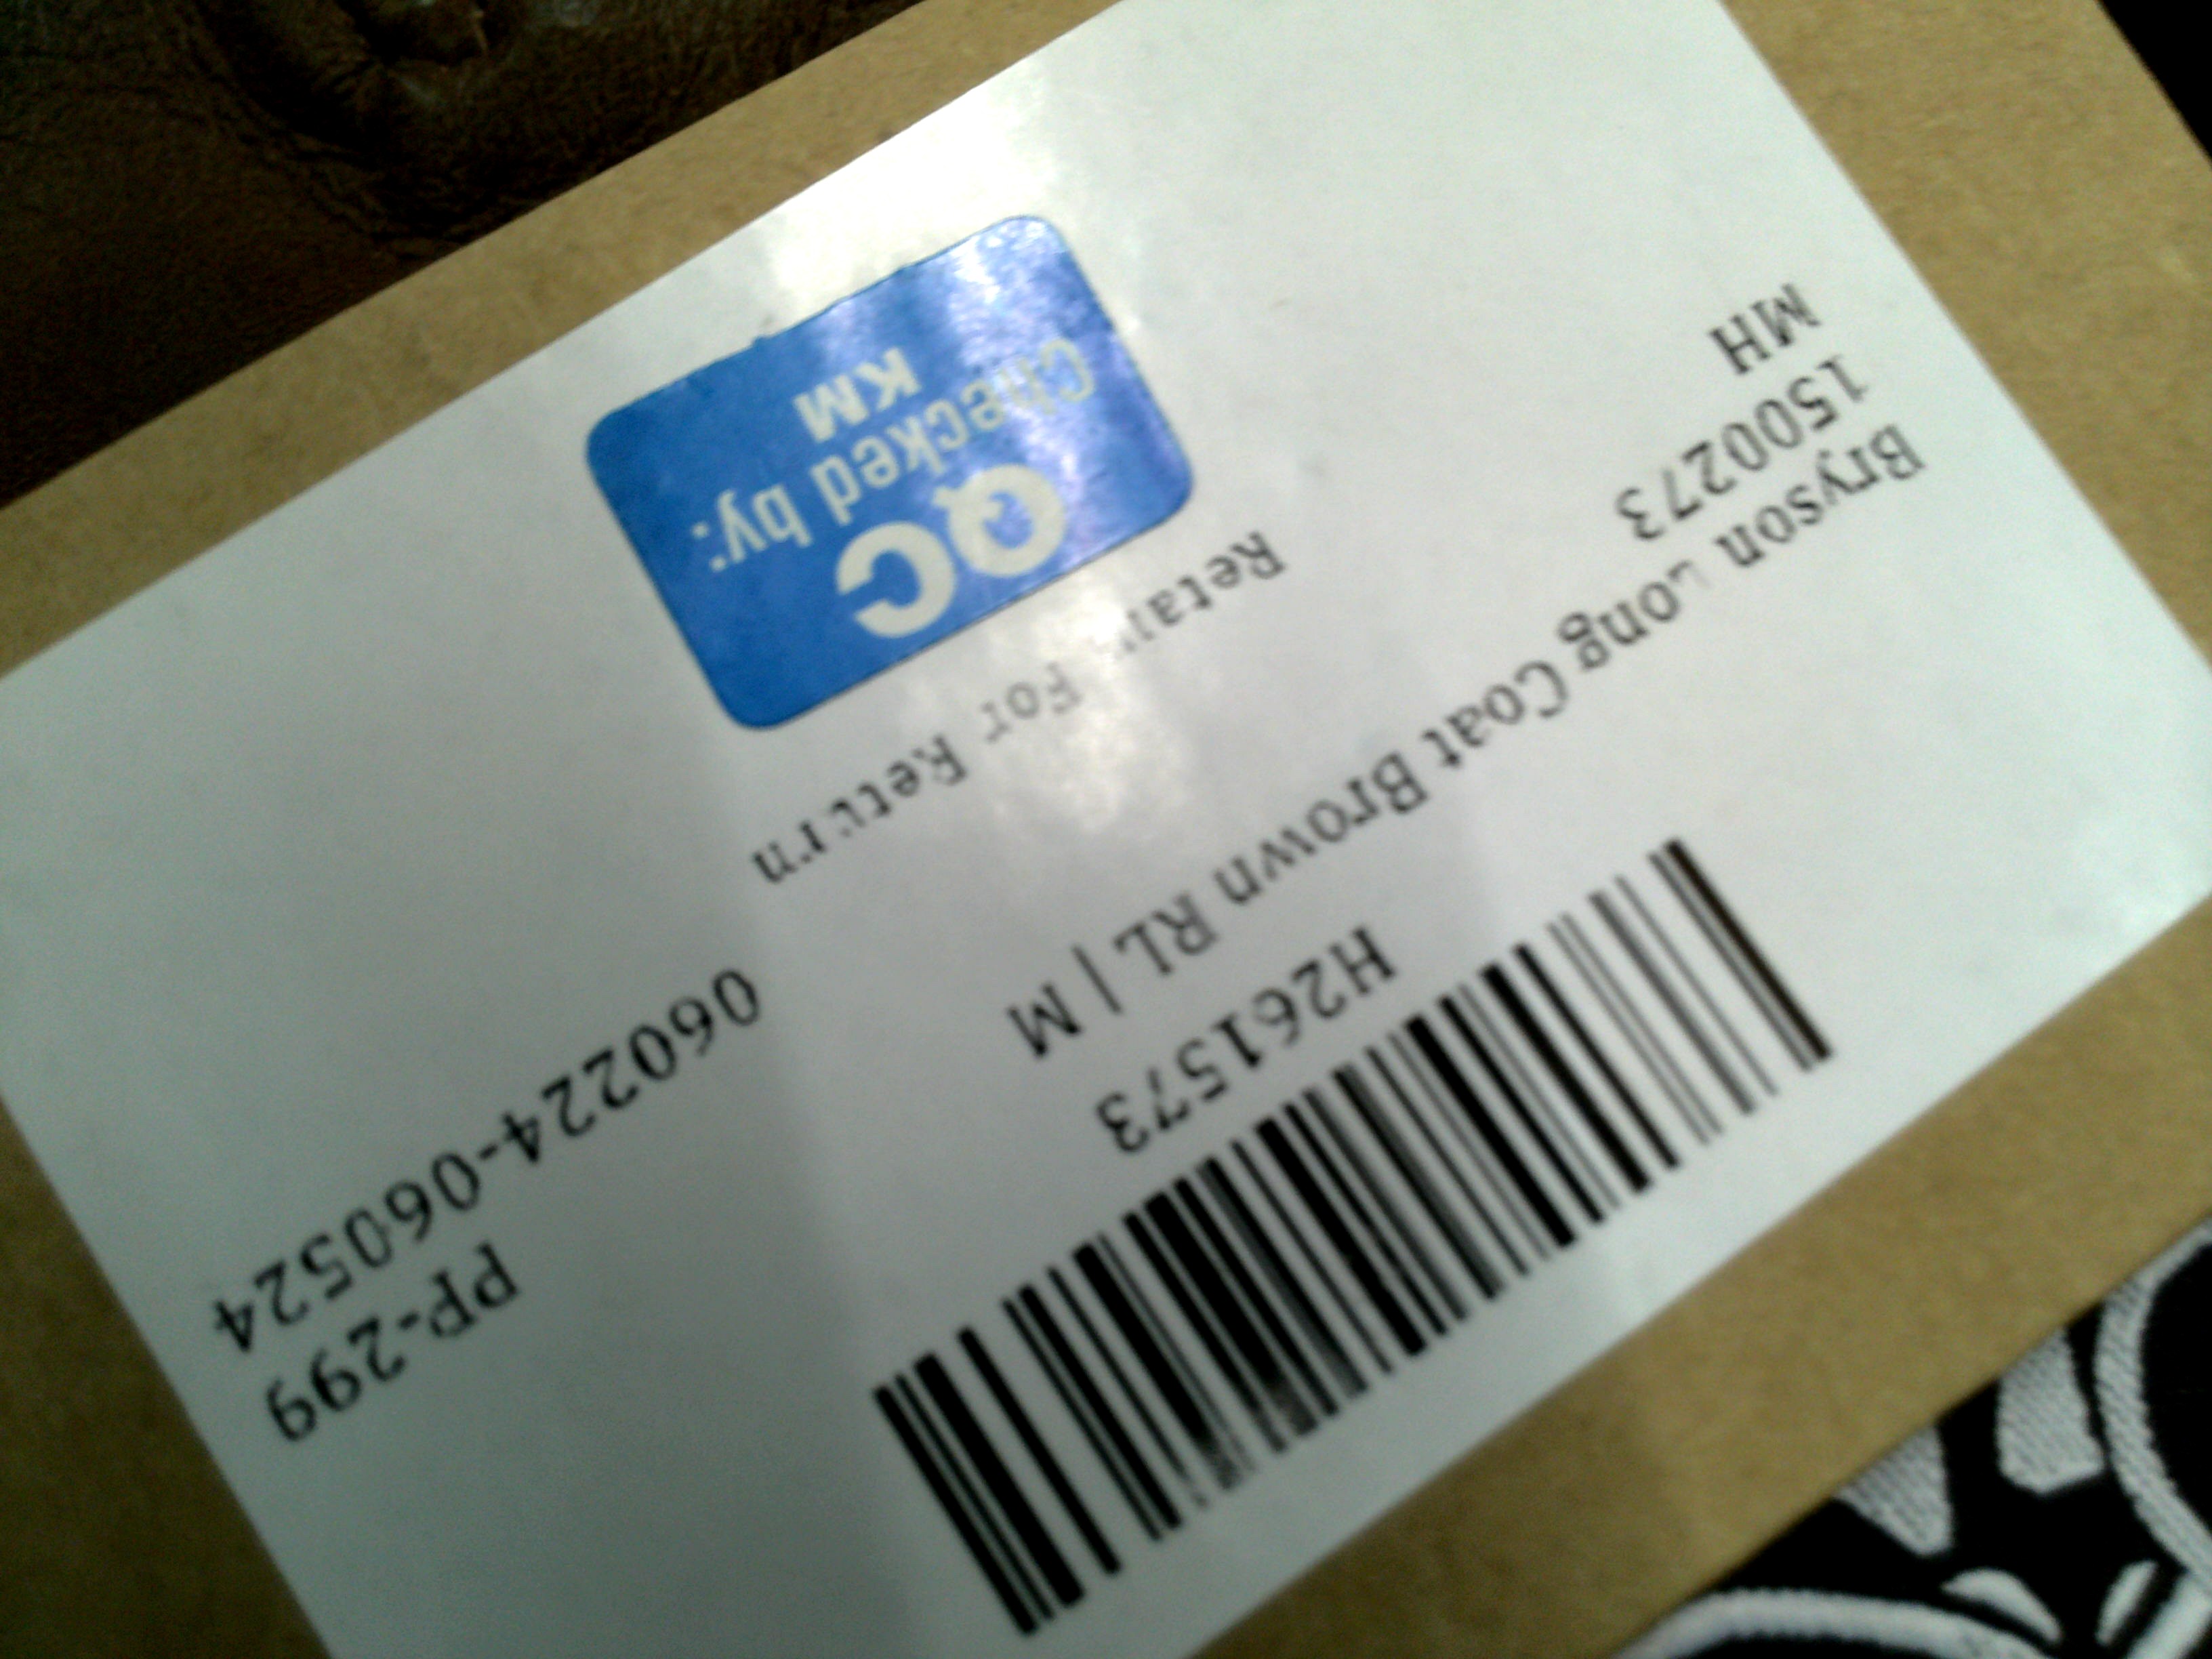 H261573
Bryson Long Coat Brown RL | M
1500273
MH
PP-299
060224-060524
Retain For Return
QC
Checked by:
KM